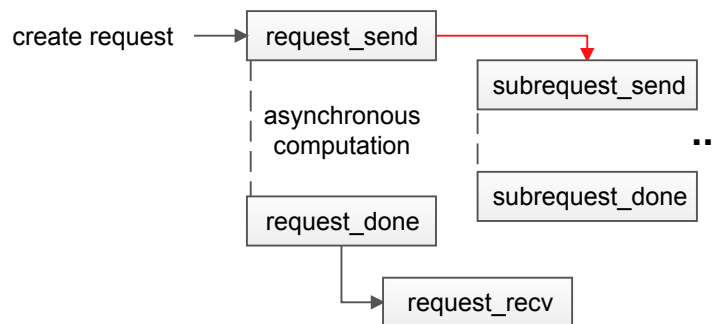 create request
request_send
subrequest_send
asynchronous
computation
..
subrequest_done
request_done
request_recv